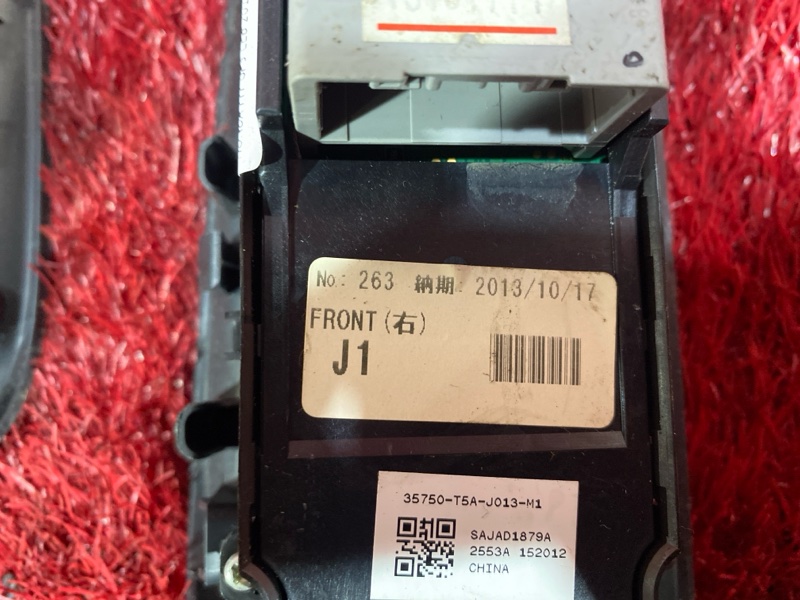 No.: 263 納期: 2013/10/17
FRONT(右)
J1
35750-T5A-J013-M1
SAJAD1879A
2553A 152012
CHINA